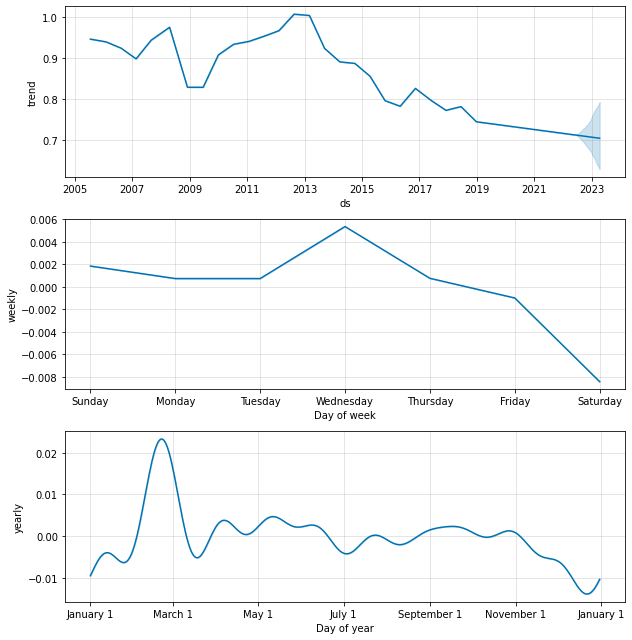 1.0
0.9
0.8
0.7
trend
2005 2007 2009 2011 2013 2015 2017 2019 2021 2023
ds
0.006
0.004
0.002
0.000
−0.002
−0.004
−0.006
−0.008
weekly
Sunday Monday Tuesday Wednesday Thursday Friday Saturday
Day of week
0.02
0.01
0.00
−0.01
yearly
January 1 March 1 May 1 July 1 September 1 November 1 January 1
Day of year